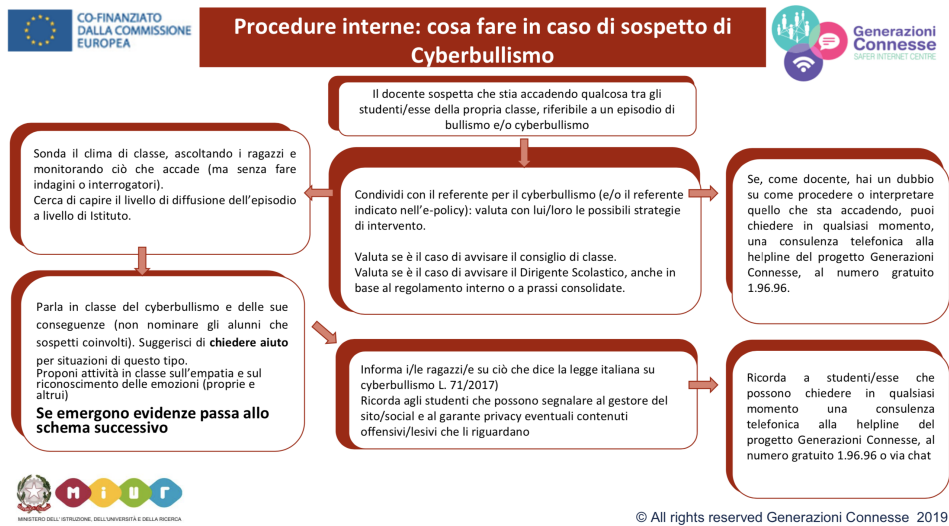 CO-FINANZIATO
DALLA COMMISSIONE
EUROPEA
Procedure interne: cosa fare in caso di sospetto di
Cyberbullismo
Generazioni
Connesse
SAFER INTERNET CENTRE
Il docente sospetta che stia accadendo qualcosa tra gli
studenti/esse della propria classe, riferibile a un episodio di
bullismo e/o cyberbullismo
Sonda il clima di classe, ascoltando i ragazzi e
monitorando ciò che accade (ma senza fare
indagini o interrogatori).
Cerca di capire il livello di diffusione dell’episodio
a livello di Istituto.
Condividi con il referente per il cyberbullismo (e/o il referente
indicato nell’e-policy): valuta con lui/loro le possibili strategie
di intervento.
Valuta se è il caso di avvisare il consiglio di classe.
Valuta se è il caso di avvisare il Dirigente Scolastico, anche in
base al regolamento interno o a prassi consolidate.
Se, come docente, hai un dubbio
su come procedere o interpretare
quello che sta accadendo, puoi
chiedere in qualsiasi momento,
una consulenza telefonica alla
helpline del progetto Generazioni
Connesse, al numero gratuito
1.96.96.
Parla in classe del cyberbullismo e delle sue
conseguenze (non nominare gli alunni che
sospetti coinvolti). Suggerisci di chiedere aiuto
per situazioni di questo tipo.
Proponi attività in classe sull’empatia e sul
riconoscimento delle emozioni (proprie e
altrui)
Se emergono evidenze passa allo
schema successivo
Informa i/le ragazzi/e su ciò che dice la legge italiana su
cyberbullismo L. 71/2017)
Ricorda agli studenti che possono segnalare al gestore del
sito/social e al garante privacy eventuali contenuti
offensivi/lesivi che li riguardano
Ricorda a studenti/esse che
possono chiedere in qualsiasi
momento una consulenza
telefonica alla helpline del
progetto Generazioni Connesse, al
numero gratuito 1.96.96 o via chat
MIUr
MINISTERO DELL' ISTRUZIONE, DELL'UNIVERSITÀ E DELLA RICERCA
© All rights reserved Generazioni Connesse 2019